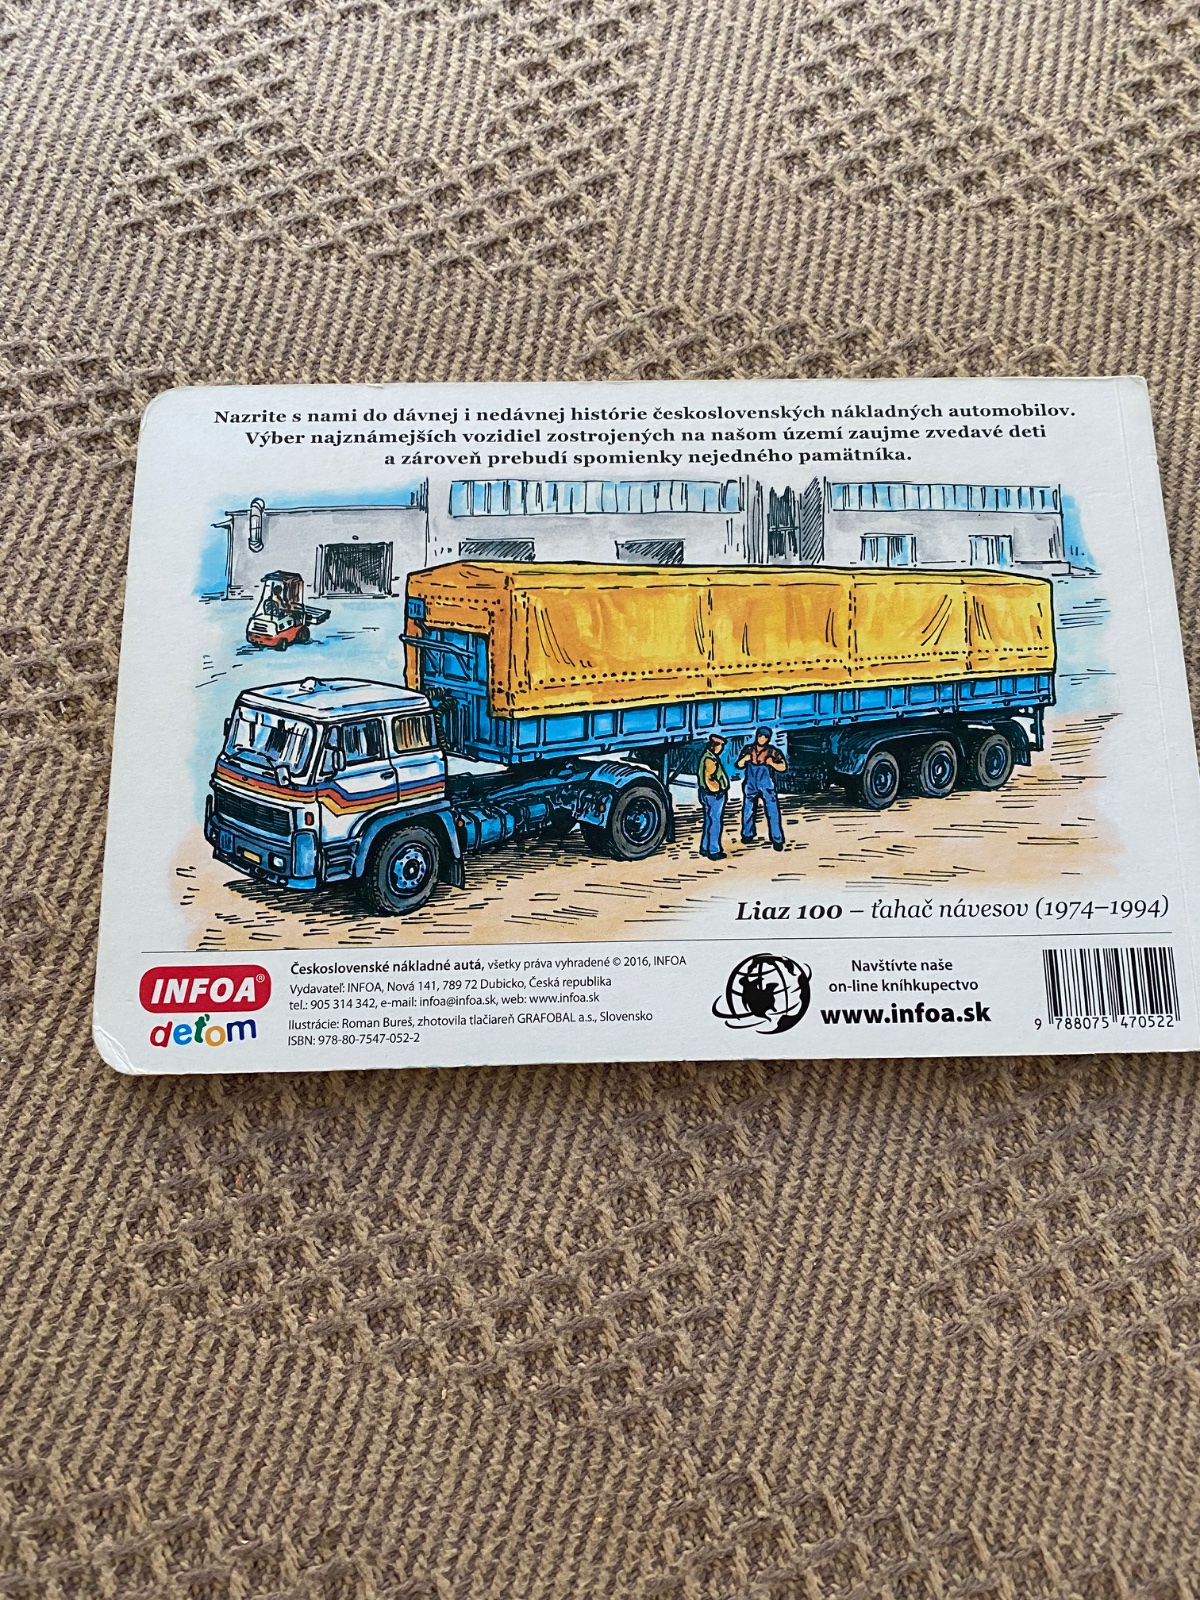 Nazrite s nami do dávnej i nedávnej histórie československých nákladných automobilov.
Výber najznámejších vozidiel zostrojených na našom území zaujme zvedavé deti
a zároveň prebudí spomienky nejedného pamätníka.
Liaz 100 – ťahač návesov (1974–1994)
INFOA®
deťom
Československé nákladné autá, všetky práva vyhradené © 2016, INFOA
Vydavateľ: INFOA, Nová 141, 789 72 Dubicko, Česká republika
tel.: 905 314 342, e-mail: infoa@infoa.sk, web: www.infoa.sk
Ilustrácie: Roman Bureš, zhotovila tlačiareň GRAFOBAL a.s., Slovensko
ISBN: 978-80-7547-052-2
Navštívte naše
on-line kníhkupectvo
www.infoa.sk
9 788075 470522